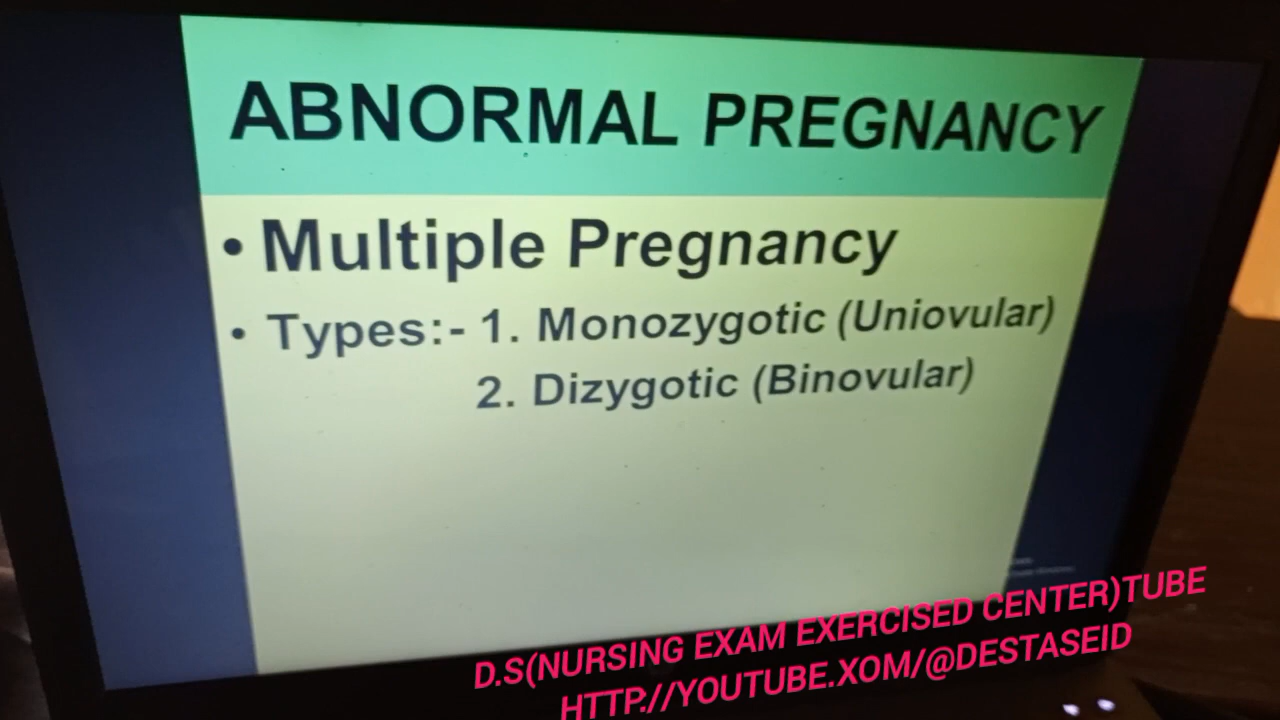 ABNORMAL PREGNANCY
• Multiple Pregnancy
• Types:- 1. Monozygotic (Uniovular)
2. Dizygotic (Binovular)
D.S(NURSING EXAM EXERCISED CENTER)TUBE
HTTP.//YOUTUBE.XOM/@DESTASEID